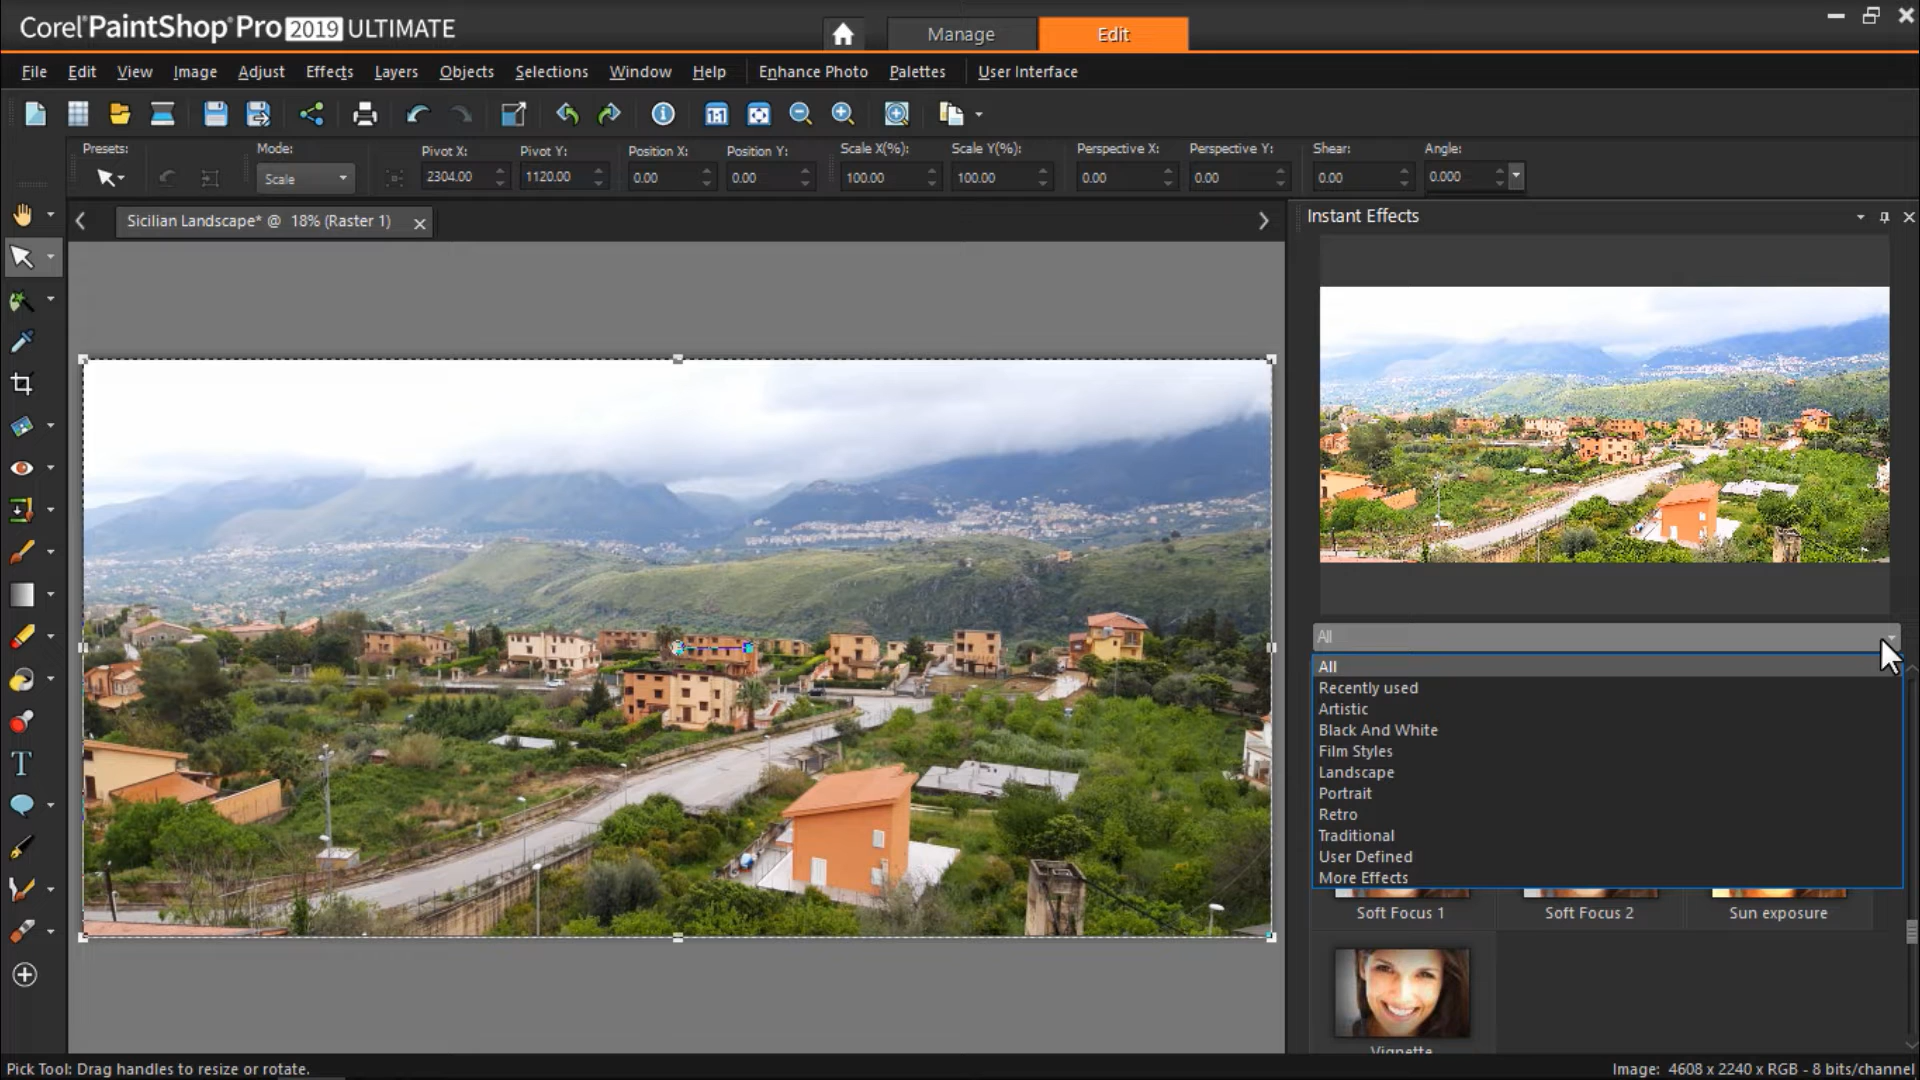 Corel PaintShop Pro 2019 ULTIMATE
Manage
Edit
File Edit View Image Adjust Effects Layers Objects Selections Window Help Enhance Photo Palettes User Interface
Presets: Mode: Pivot X: Pivot Y: Position X: Position Y: Scale X(%): Scale Y(%): Perspective X: Perspective Y: Shear: Angle:
Scale 2304.00 1120.00 0.00 0.00 100.00 100.00 0.00 0.00 0.00 0.000
Sicilian Landscape* @ 18% (Raster 1)
Instant Effects
All
All
Recently used
Artistic
Black And White
Film Styles
Landscape
Portrait
Retro
Traditional
User Defined
More Effects
Soft Focus 1 Soft Focus 2 Sun exposure
Vignette
Pick Tool: Drag handles to resize or rotate.
Image: 4608 x 2240 x RGB - 8 bits/channel